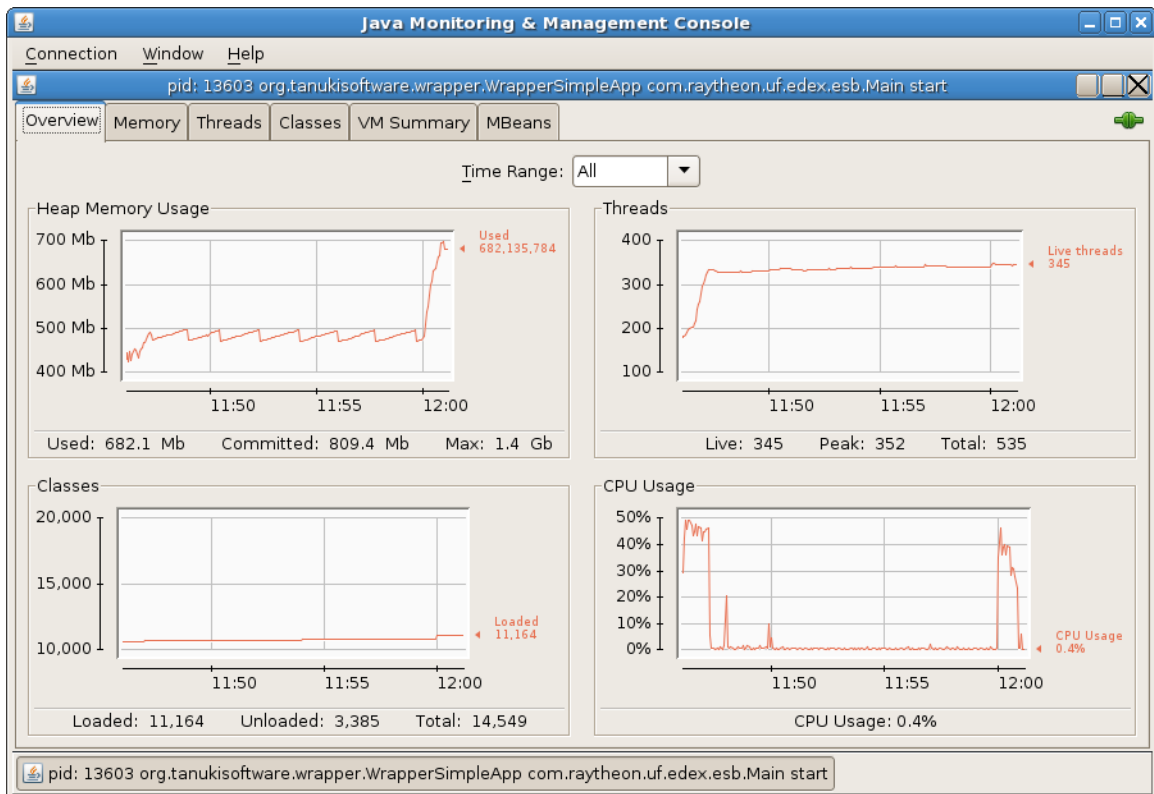 Java Monitoring & Management Console
Connection Window Help
pid: 13603 org.tanukisoftware.wrapper.WrapperSimpleApp com.raytheon.uf.edex.esb.Main start
Overview Memory Threads Classes VM Summary MBeans
Time Range: All
Heap Memory Usage
700 Mb
600 Mb
500 Mb
400 Mb
Used
682,135,784
11:50 11:55 12:00
Used: 682.1 Mb Committed: 809.4 Mb Max: 1.4 Gb
Threads
400
300
200
100
Live threads
345
11:50 11:55 12:00
Live: 345 Peak: 352 Total: 535
Classes
20,000
15,000
10,000
Loaded
11,164
11:50 11:55 12:00
Loaded: 11,164 Unloaded: 3,385 Total: 14,549
CPU Usage
50%
40%
30%
20%
10%
0%
CPU Usage
0.4%
11:50 11:55 12:00
CPU Usage: 0.4%
pid: 13603 org.tanukisoftware.wrapper.WrapperSimpleApp com.raytheon.uf.edex.esb.Main start